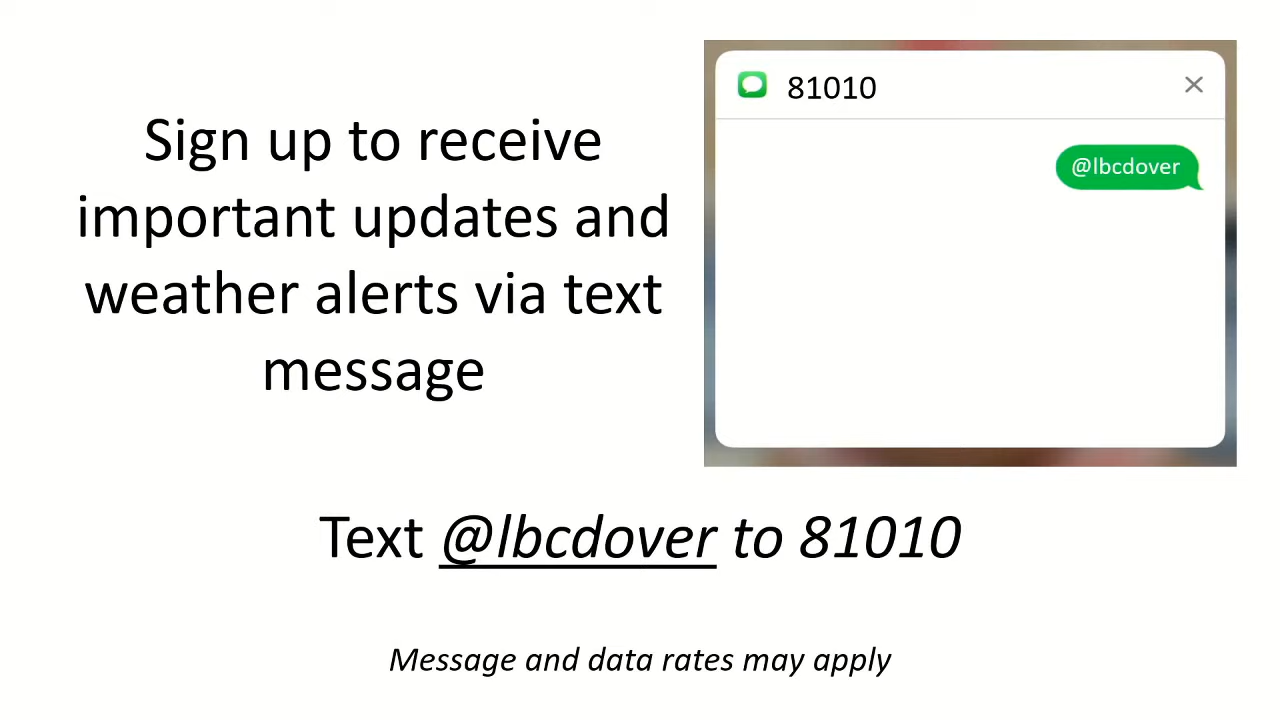 Sign up to receive
important updates and
weather alerts via text
message
81010
@lbcdover
Text @lbcdover to 81010
Message and data rates may apply